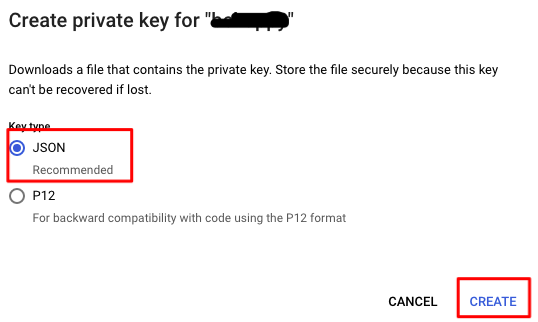 Create private key for "
Downloads a file that contains the private key. Store the file securely because this key
can't be recovered if lost.
Key type
JSON
Recommended
P12
For backward compatibility with code using the P12 format
CANCEL
CREATE